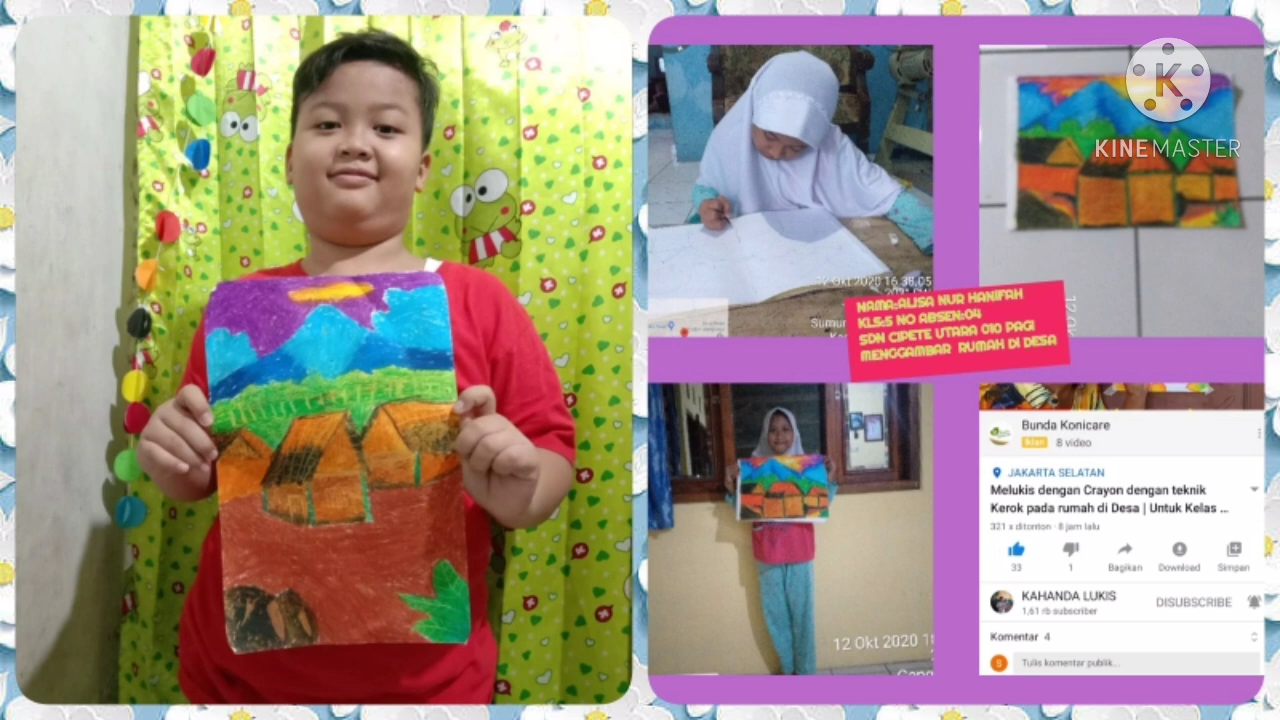 KINEMASTER
12 Okt 2020 16.38.05
NAMA:ALISA NUR HANIFAH
KLS:5 NO ABSEN:04
SDN CIPETE UTARA 010 PAGI
MENGGAMBAR RUMAH DI DESA
12 Okt 2020
Bunda Konicare
Iklan 8 video
JAKARTA SELATAN
Melukis dengan Crayon dengan teknik
Kerok pada rumah di Desa | Untuk Kelas ...
321 x ditonton · 8 jam lalu
33 1 Bagikan Download Simpan
KAHANDA LUKIS DISUBSCRIBE
1,61 rb subscriber
Komentar 4
S Tulis komentar publik...